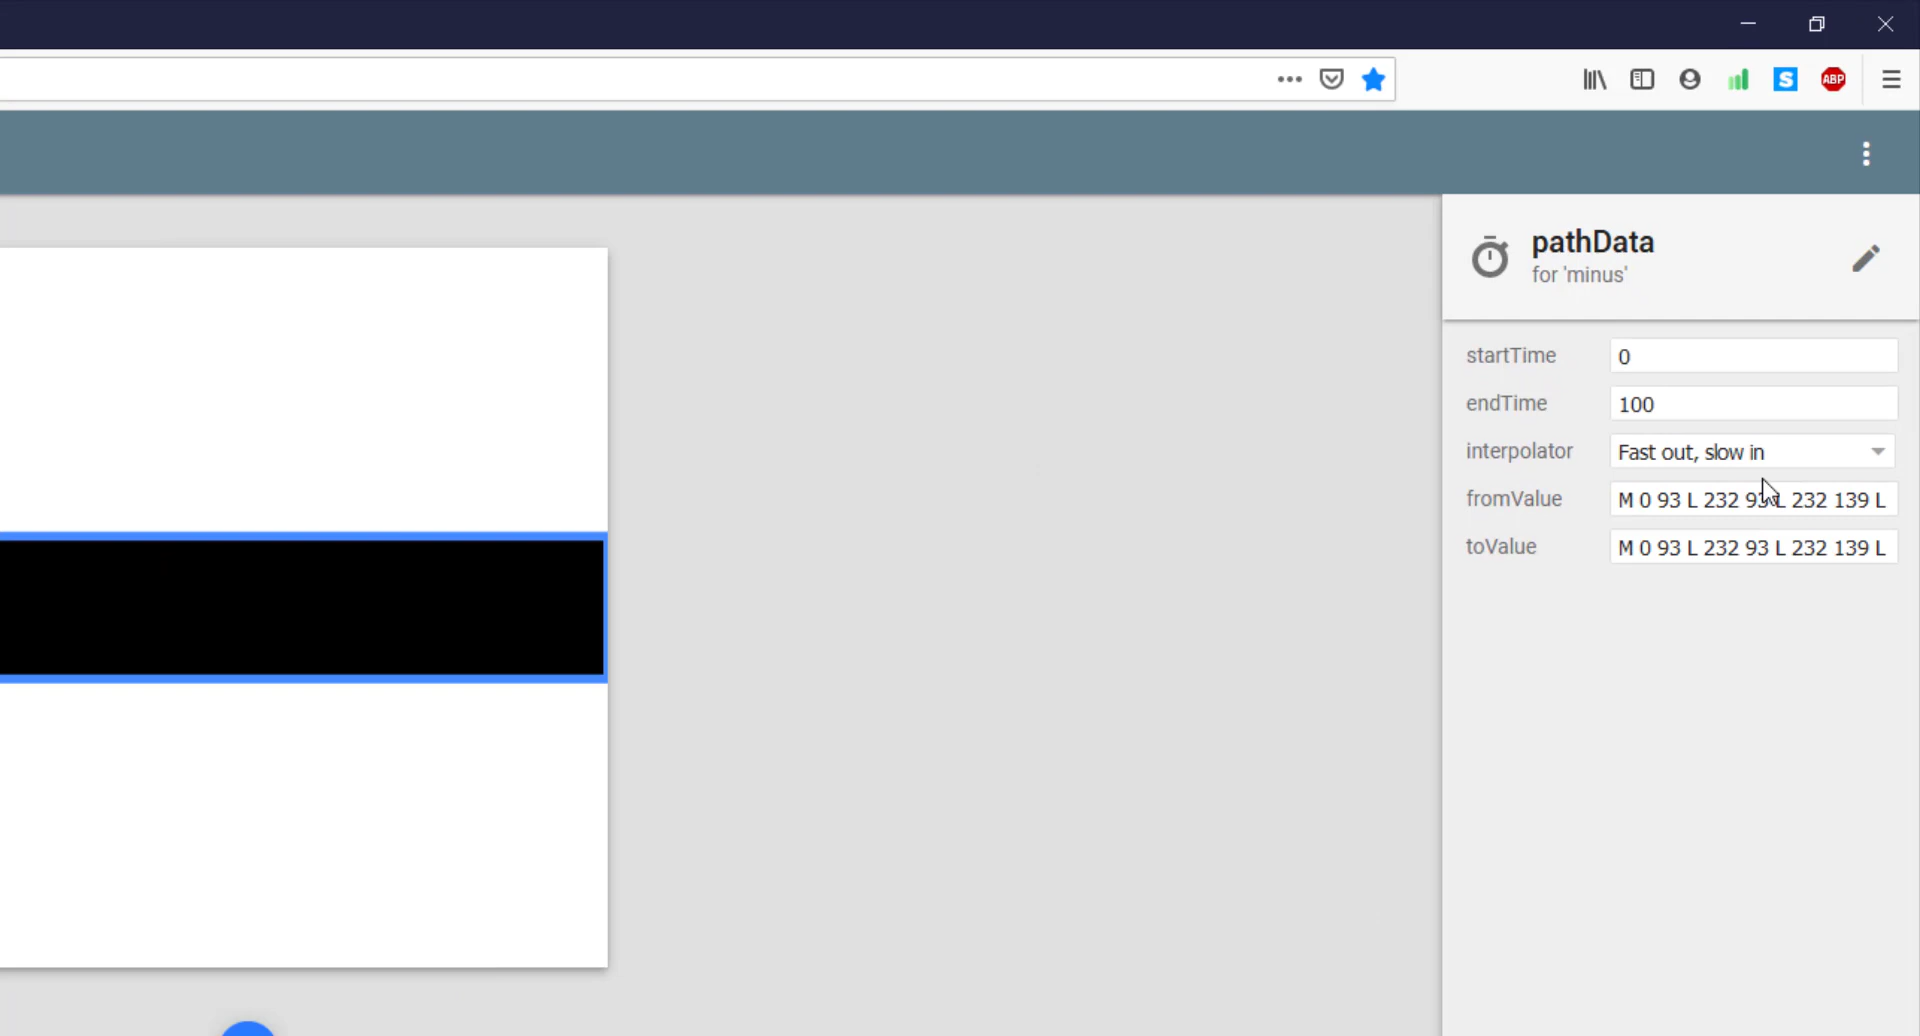 S
ABP
pathData
for 'minus'
startTime 0
endTime 100
interpolator Fast out, slow in
fromValue M 0 93 L 232 93 L 232 139 L
toValue M 0 93 L 232 93 L 232 139 L